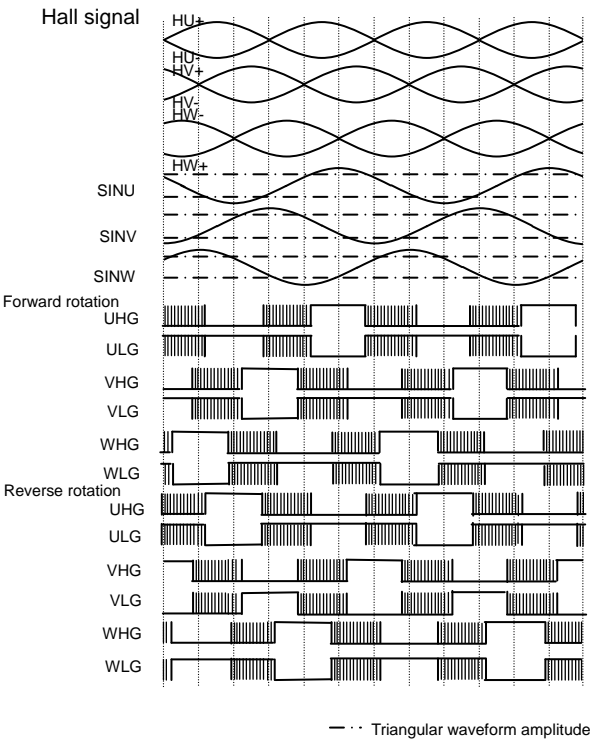 Hall signal
HU+
HU-
HV+
HV-
HW-
HW+
SINU
SINV
SINW
Forward rotation
UHG
ULG
VHG
VLG
WHG
WLG
Reverse rotation
UHG
ULG
VHG
VLG
WHG
WLG
Triangular waveform amplitude